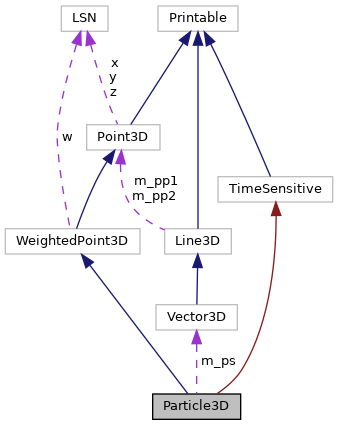 LSN
Printable
x
y
z
Point3D
w
m_pp1
m_pp2
TimeSensitive
WeightedPoint3D
Line3D
Vector3D
m_ps
Particle3D